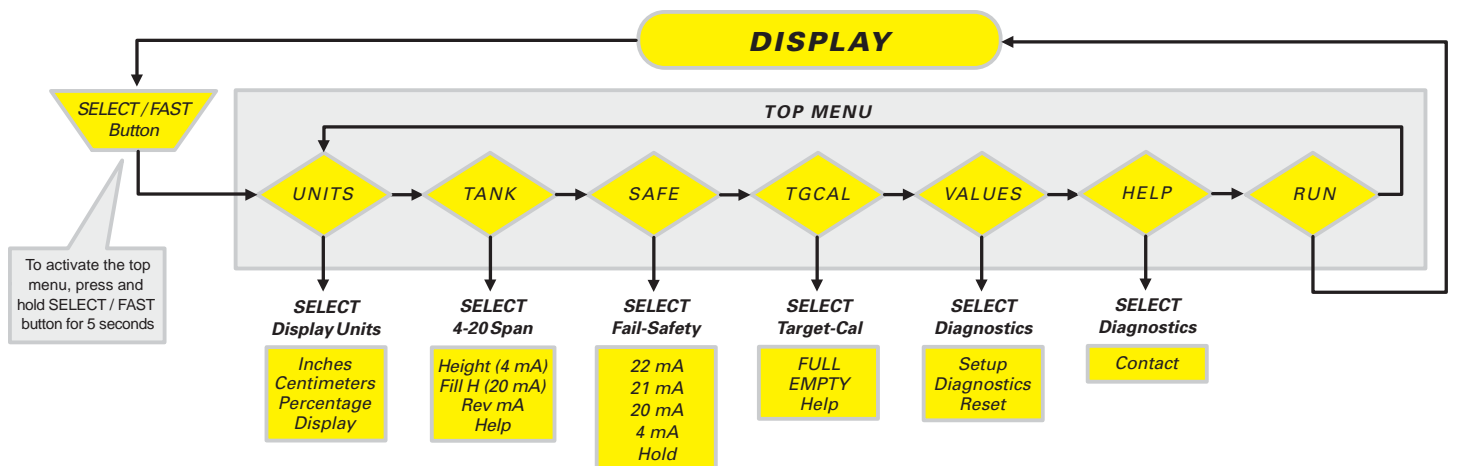 DISPLAY
SELECT / FAST
Button
TOP MENU
UNITS
TANK
SAFE
TGCAL
VALUES
HELP
RUN
To activate the top
menu, press and
hold SELECT / FAST
button for 5 seconds
SELECT
Display Units
Inches
Centimeters
Percentage
Display
SELECT
4-20 Span
Height (4 mA)
Fill H (20 mA)
Rev mA
Help
SELECT
Fail-Safety
22 mA
21 mA
20 mA
4 mA
Hold
SELECT
Target-Cal
FULL
EMPTY
Help
SELECT
Diagnostics
Setup
Diagnostics
Reset
SELECT
Diagnostics
Contact